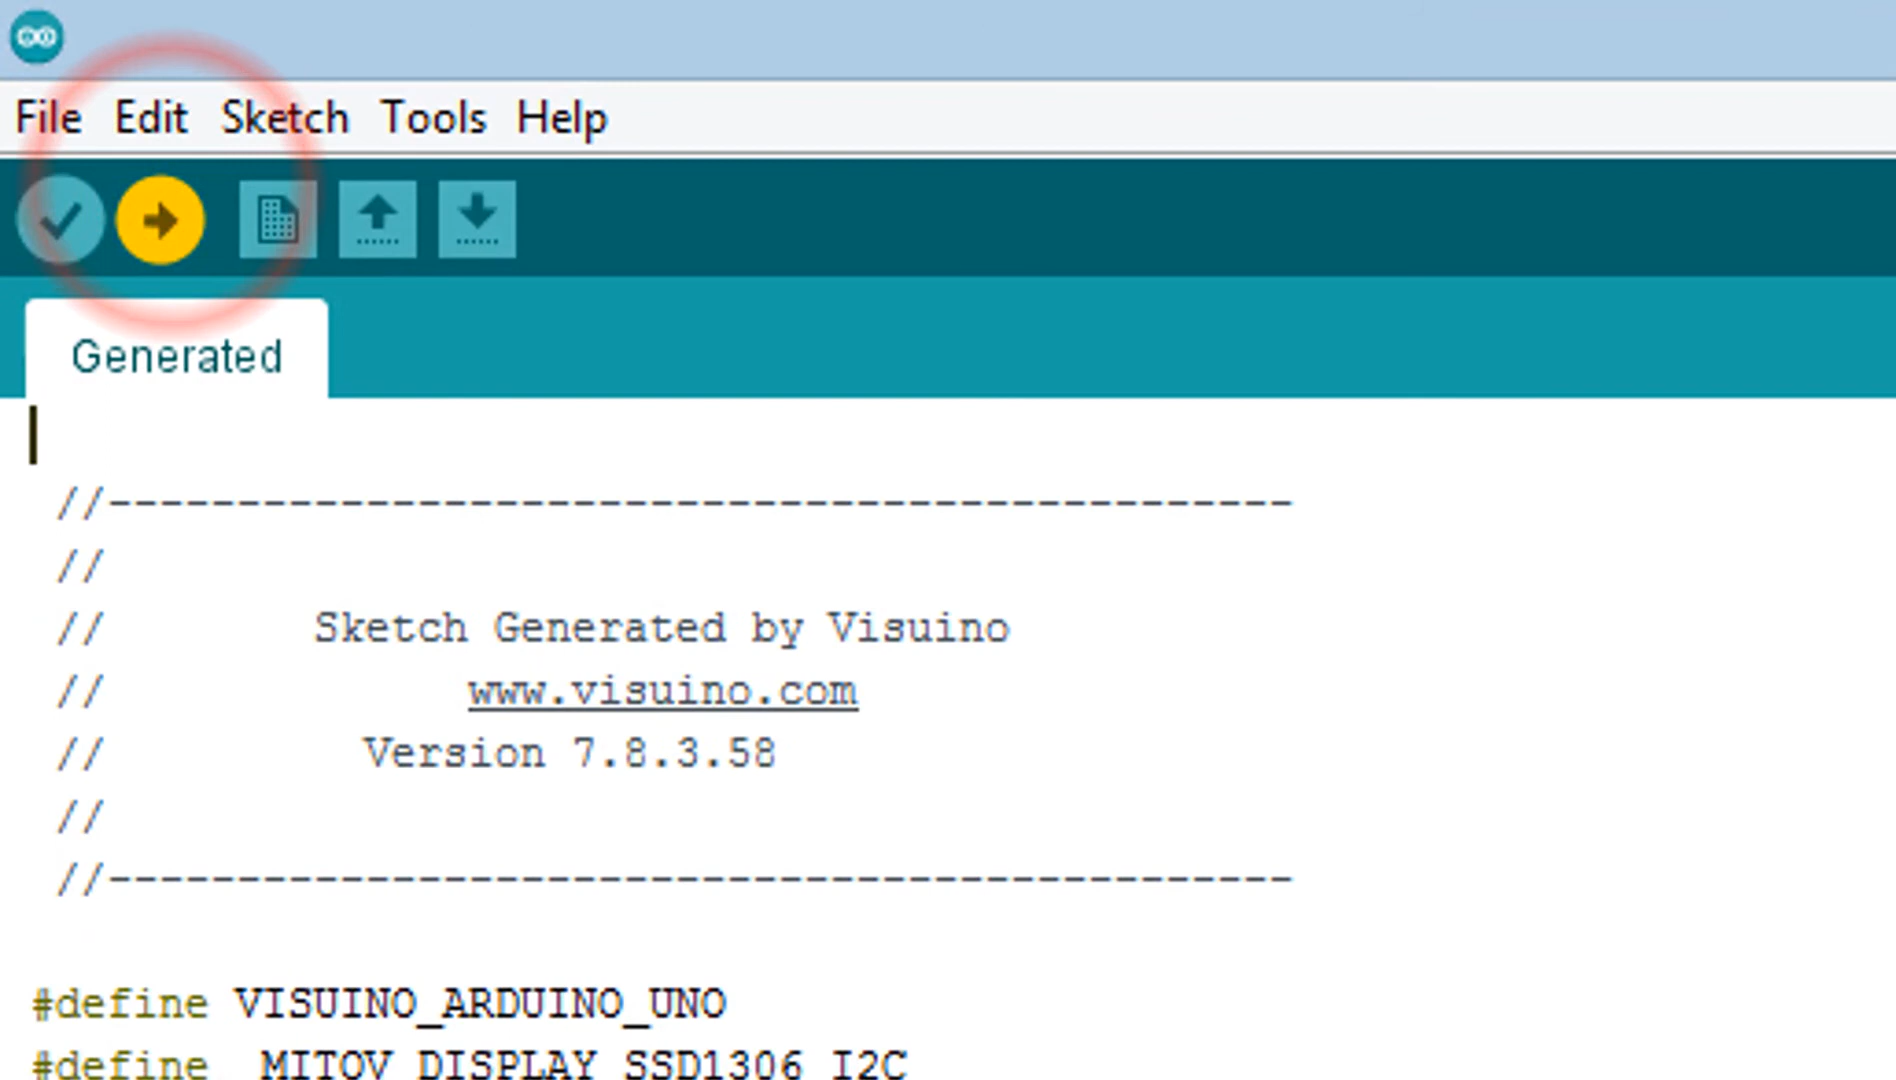 File Edit Sketch Tools Help
Generated
//----------------------------------------------
//
// Sketch Generated by Visuino
// www.visuino.com
// Version 7.8.3.58
//
//----------------------------------------------
#define VISUINO_ARDUINO_UNO
#define _MITOV_DISPLAY_SSD1306_I2C